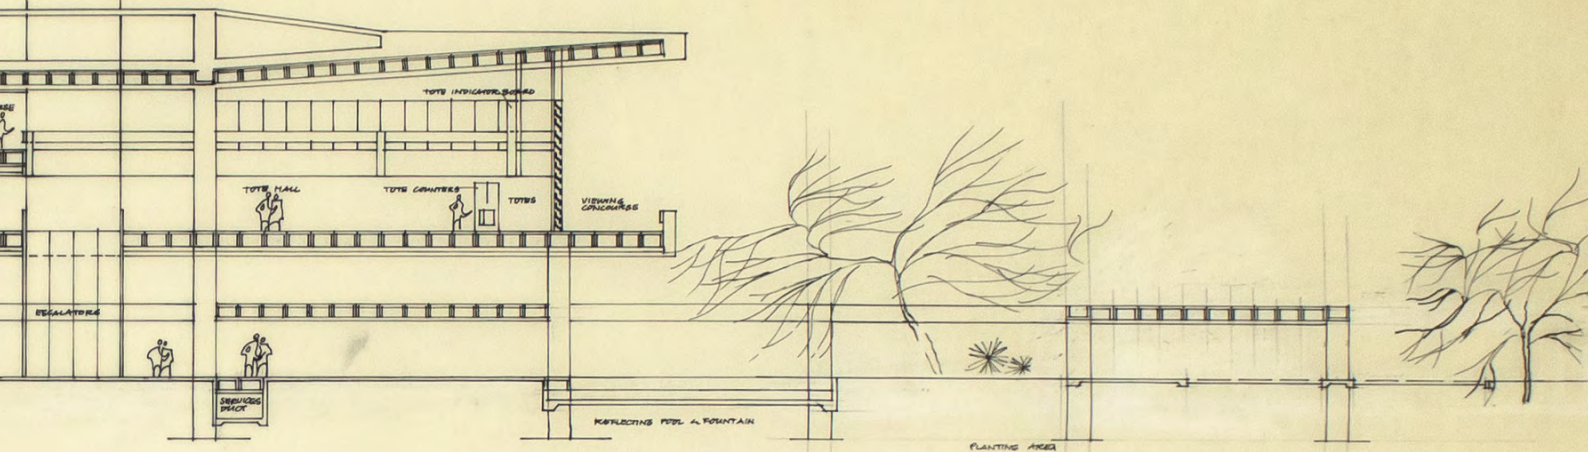 TOTE INDICATOR BOARD
TOTE HALL
TOTE COUNTERS
TOTES
VIEWING
CONCOURSE
ESCALATORS
SERVICES
DUCT
REFLECTING POOL & FOUNTAIN
PLANTING AREA